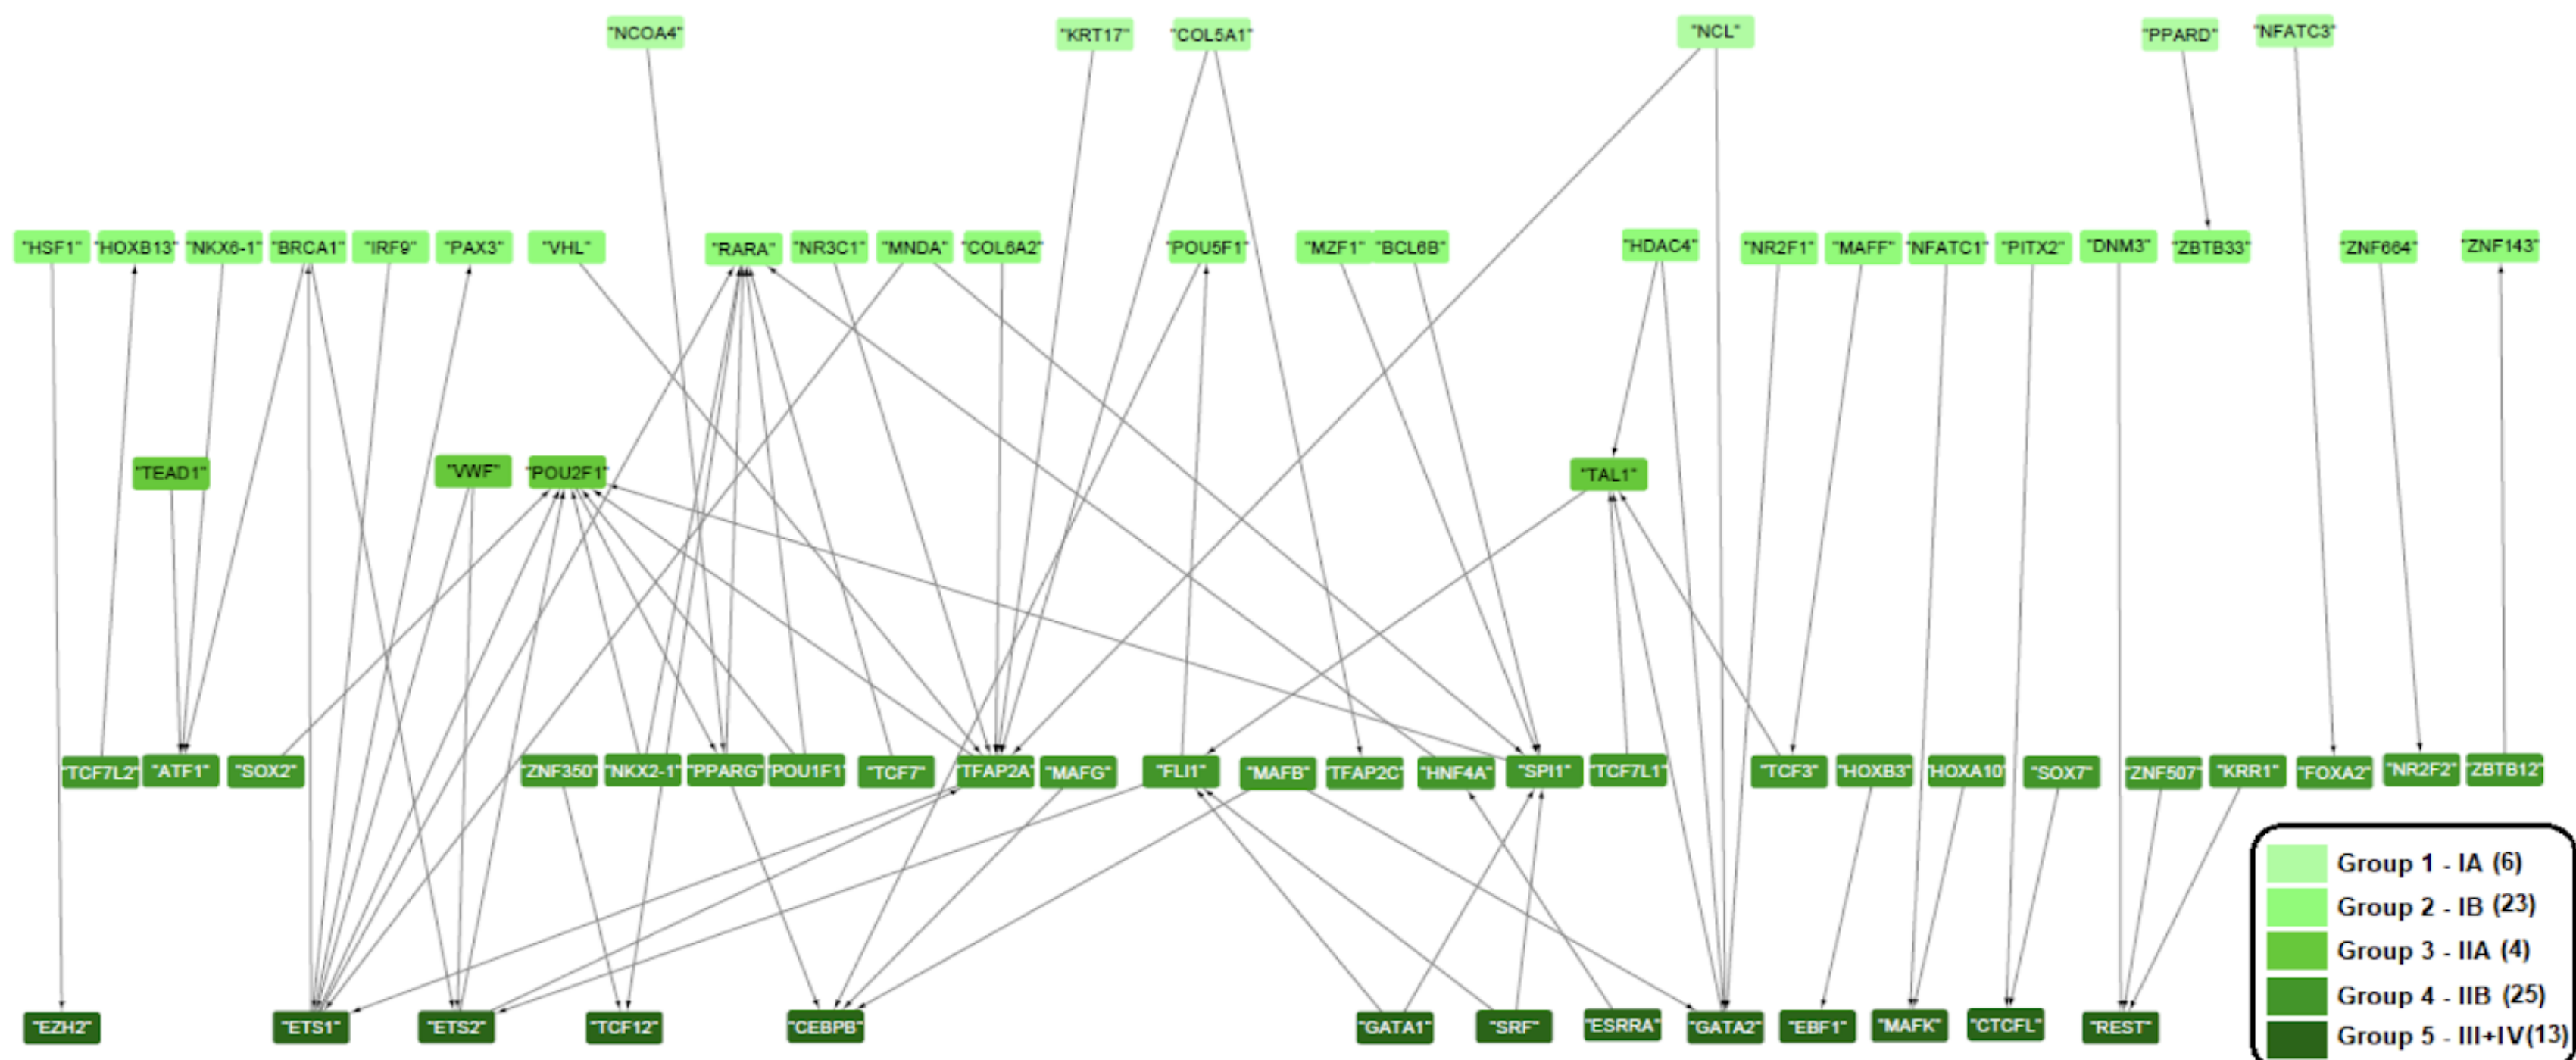 "NCOA4" "KRT17" "COL5A1" "NCL" "PPARD" "NFATC3"
"HSF1" "HOXB13" "NKX6-1" "BRCA1" "IRF9" "PAX3" "VHL" "RARA" "NR3C1" "MNDA" "COL6A2" "POU5F1" "MZF1" "BCL6B" "HDAC4" "NR2F1" "MAFF" "NFATC1" "PITX2" "DNM3" "ZBTB33" "ZNF664" "ZNF143"
"TEAD1" "VWF" "POU2F1" "TAL1"
"TCF7L2" "ATF1" "SOX2" "ZNF350" "NKX2-1" "PPARG" "POU1F1" "TCF7" "TFAP2A" "MAFG" "FLI1" "MAFB" "TFAP2C" "HNF4A" "SPI1" "TCF7L1" "TCF3" "HOXB3" "HOXA10" "SOX7" "ZNF507" "KRR1" "FOXA2" "NR2F2" "ZBTB12"
"EZH2" "ETS1" "ETS2" "TCF12" "CEBPB" "GATA1" "SRF" "ESRRA" "GATA2" "EBF1" "MAFK" "CTCFL" "REST"
Group 1 - IA (6)
Group 2 - IB (23)
Group 3 - IIA (4)
Group 4 - IIB (25)
Group 5 - III+IV(13)